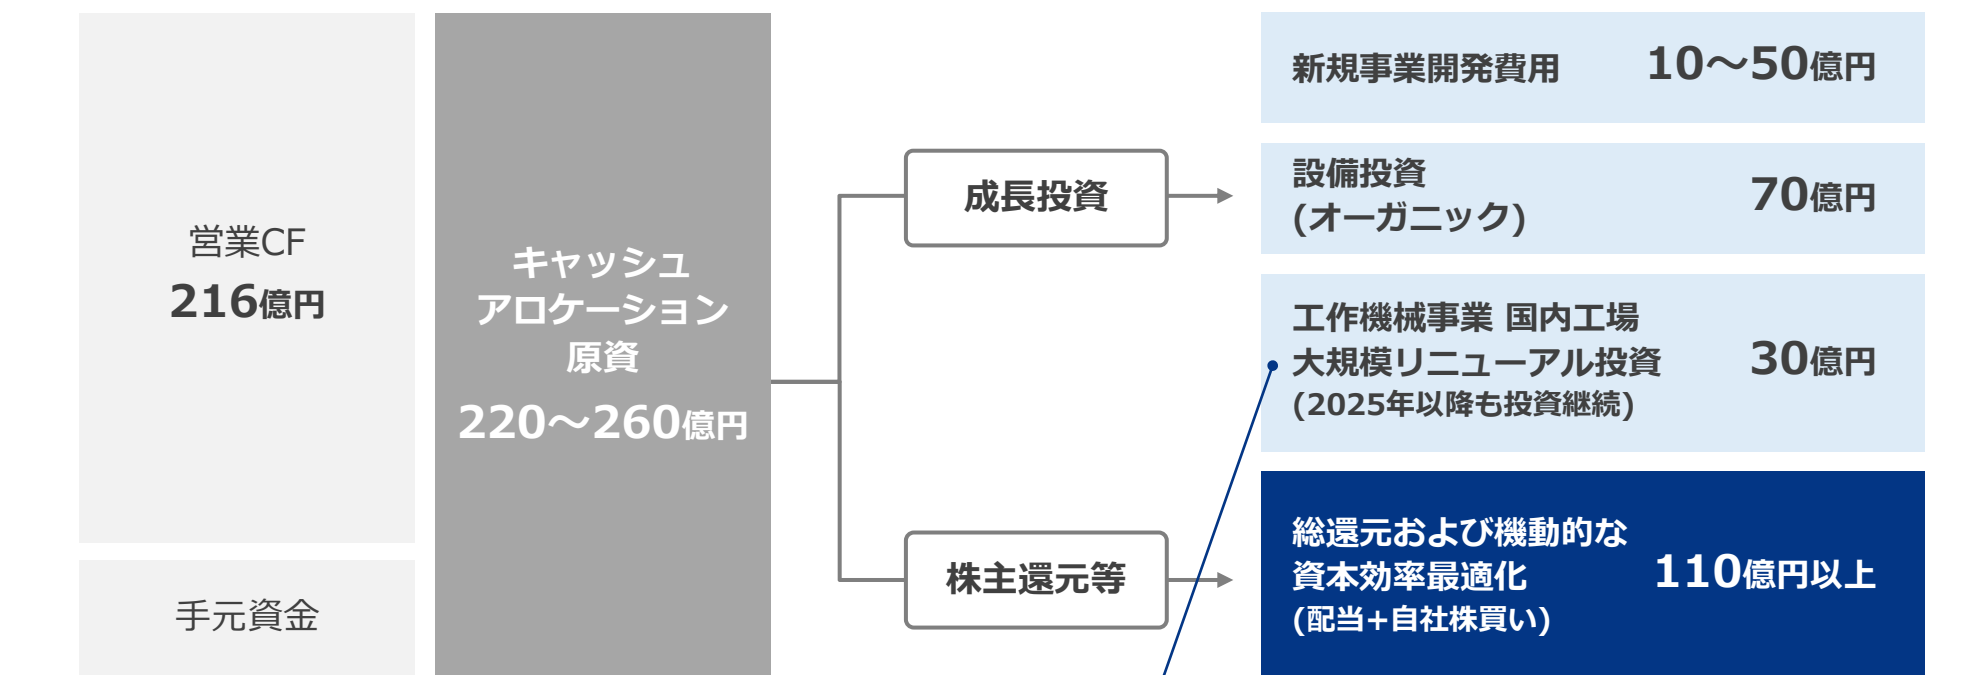 営業CF
216億円
手元資金
キャッシュ
アロケーション
原資
220～260億円
成長投資
株主還元等
新規事業開発費用 10～50億円
設備投資
(オーガニック) 70億円
工作機械事業 国内工場
大規模リニューアル投資 30億円
(2025年以降も投資継続)
総還元および機動的な
資本効率最適化 110億円以上
(配当+自社株買い)